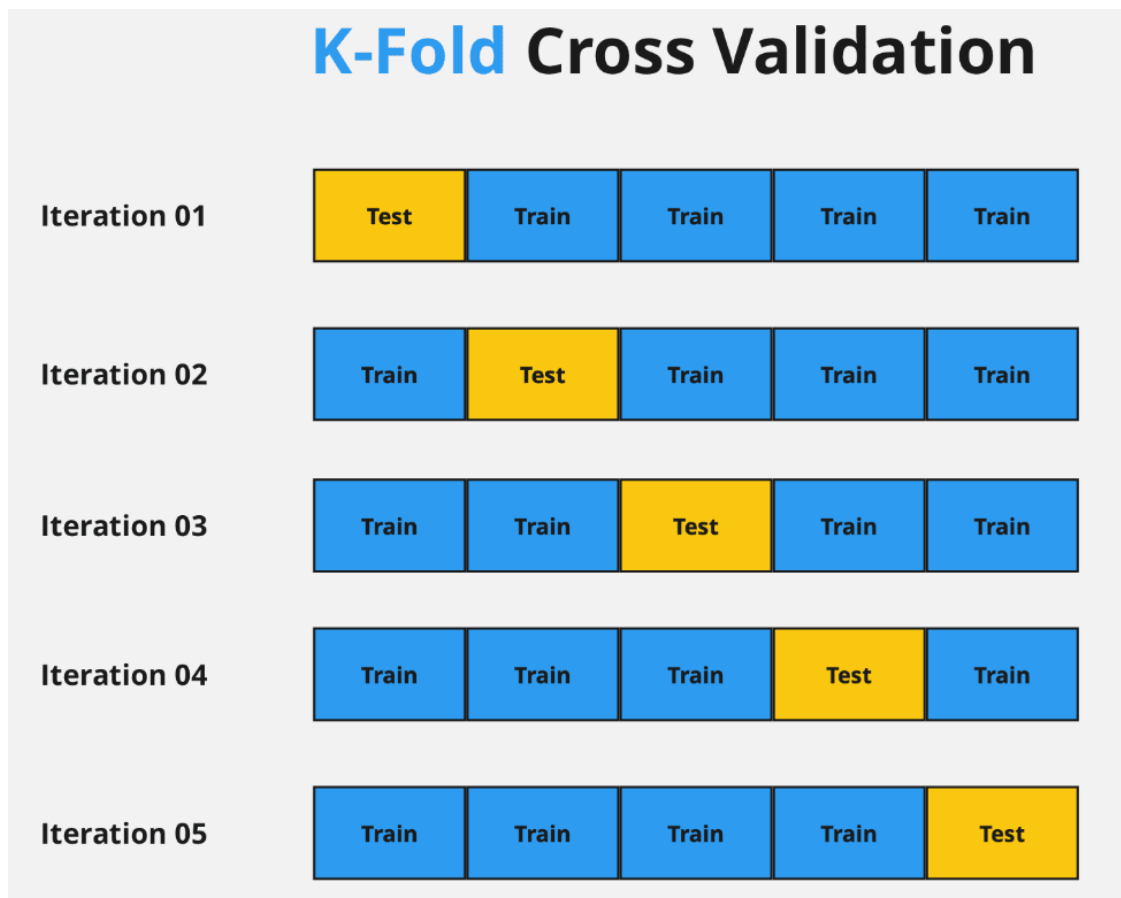 K-Fold Cross Validation
Iteration 01 Test Train Train Train Train
Iteration 02 Train Test Train Train Train
Iteration 03 Train Train Test Train Train
Iteration 04 Train Train Train Test Train
Iteration 05 Train Train Train Train Test